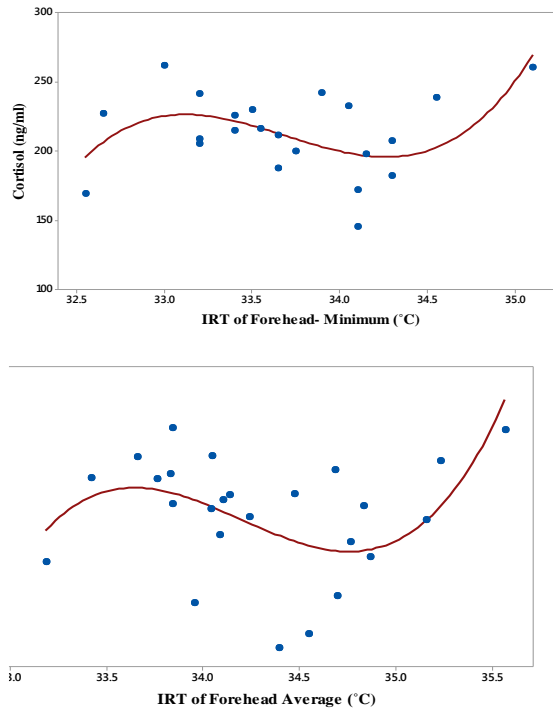 300
250
200
150
100
Cortisol (ng/ml)
32.5 33.0 33.5 34.0 34.5 35.0
IRT of Forehead- Minimum (˚C)
3.0 33.5 34.0 34.5 35.0 35.5
IRT of Forehead Average (˚C)